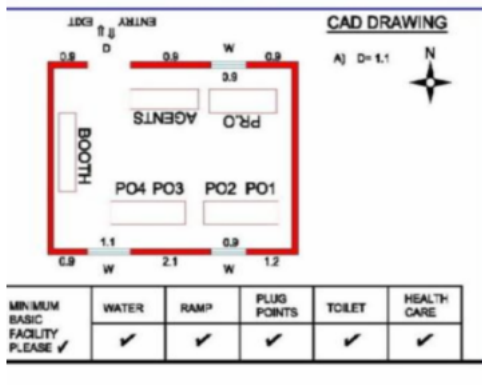 EXIT ENTRY
CAD DRAWING
D
W
0.9
0.9
0.9
A) D=1.1
N
0.9
AGENTS
PR.O
BOOTH
PO4 PO3 PO2 PO1
1.1
0.9
0.9
W
2.1
W
1.2
MINIMUM BASIC FACILITY PLEASE ✓
WATER
RAMP
PLUG POINTS
TOILET
HEALTH CARE
✓ ✓ ✓ ✓ ✓